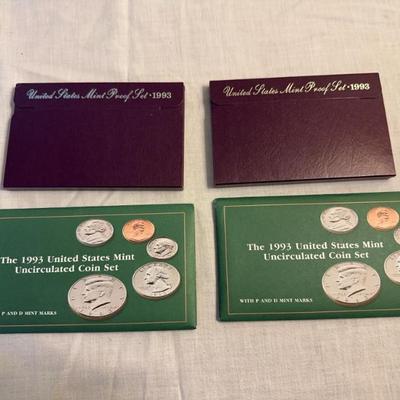 United States Mint Proof Set • 1993
United States Mint Proof Set • 1993
The 1993 United States Mint
Uncirculated Coin Set
P AND D MINT MARKS
The 1993 United States Mint
Uncirculated Coin Set
WITH P AND D MINT MARKS